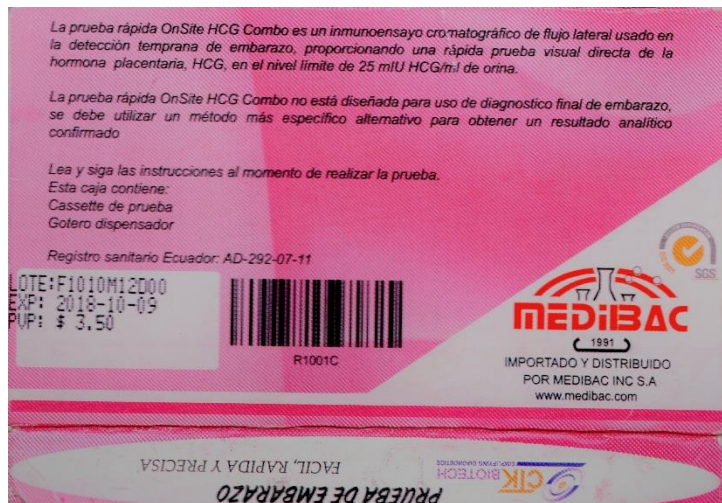 La prueba rápida OnSite HCG Combo es un inmunoensayo cromatográfico de flujo lateral usado en
la detección temprana de embarazo, proporcionando una rápida prueba visual directa de la
hormona placentaria, HCG, en el nivel límite de 25 mIU HCG/ml de orina.
La prueba rápida OnSite HCG Combo no está diseñada para uso de diagnostico final de embarazo,
se debe utilizar un método más específico alternativo para obtener un resultado analítico
confirmado
Lea y siga las instrucciones al momento de realizar la prueba.
Esta caja contiene:
Cassette de prueba
Gotero dispensador
Registro sanitario Ecuador: AD-292-07-11
LOTE:F1010M12D00
EXP: 2018-10-09
PVP: $ 3.50
R1001C
SGS
MEDIBAC
1991
IMPORTADO Y DISTRIBUIDO
POR MEDIBAC INC S.A
www.medibac.com
PRUEBA DE EMBARAZO
FACIL, RAPIDA Y PRECISA
CTK
BIOTECH
SIMPLIFYING DIAGNOSTICS